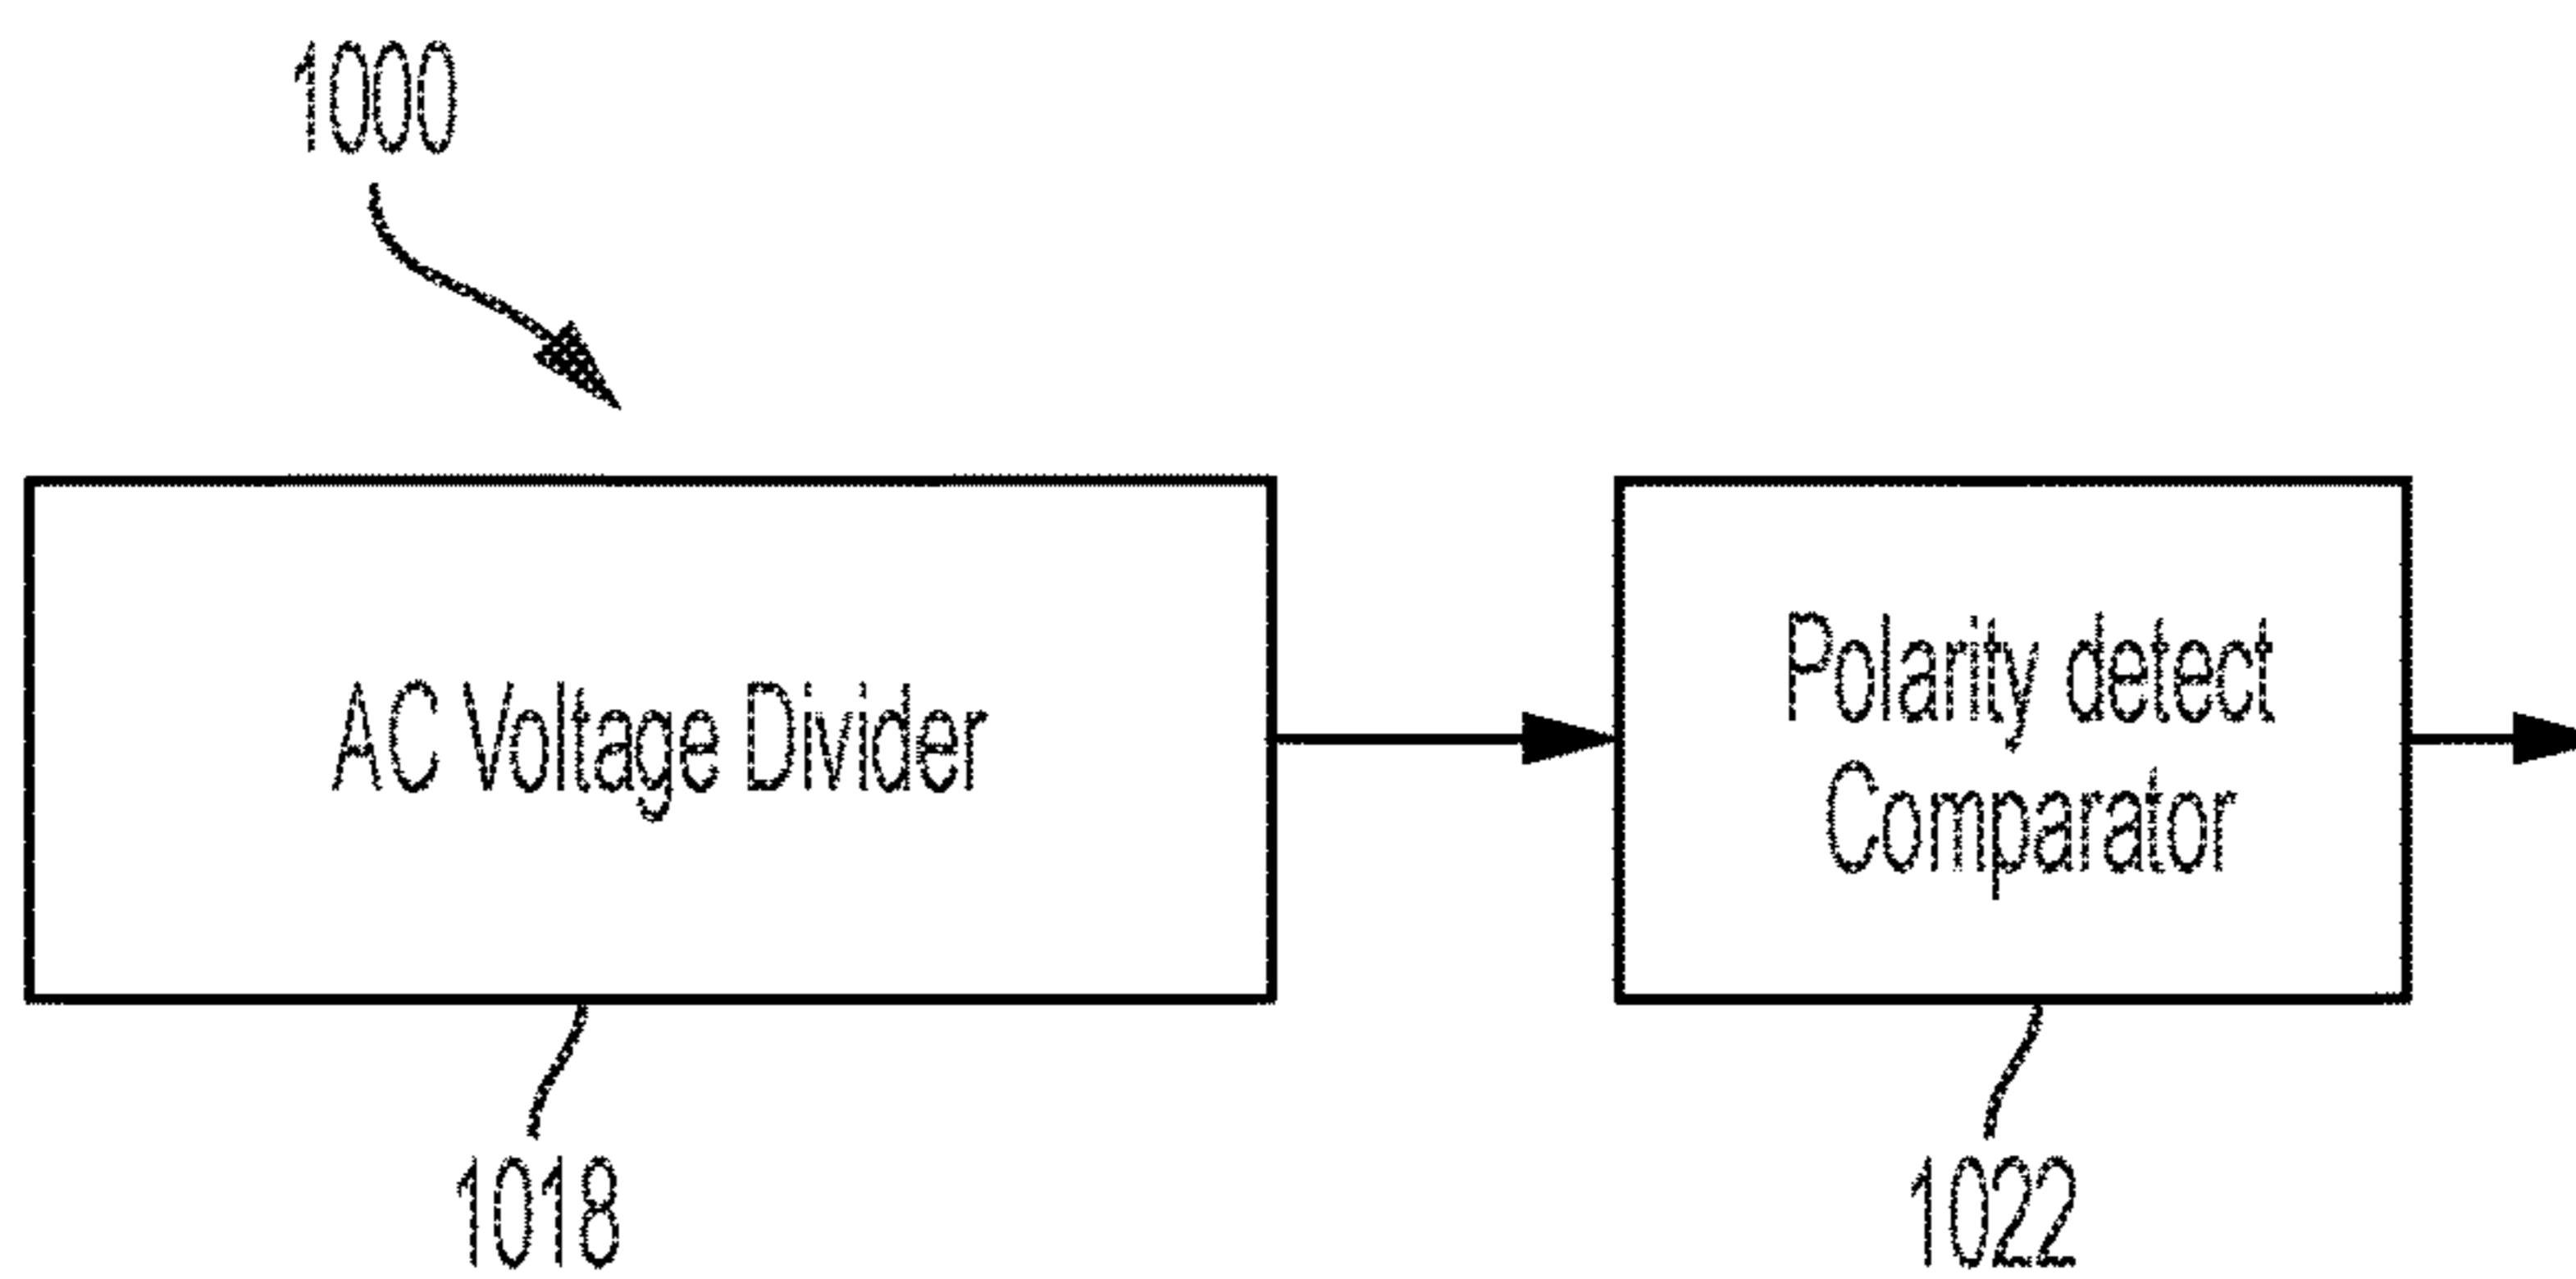 1000
AC Voltage Divider
Polarity detect
Comparator
1018
1022